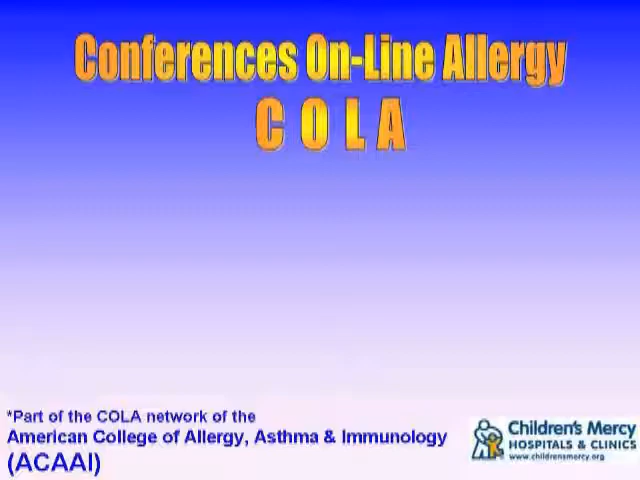 Conferences On-Line Allergy
C O L A
*Part of the COLA network of the
American College of Allergy, Asthma & Immunology
(ACAAI)
Children's Mercy
HOSPITALS & CLINICS
www.childrensmercy.org